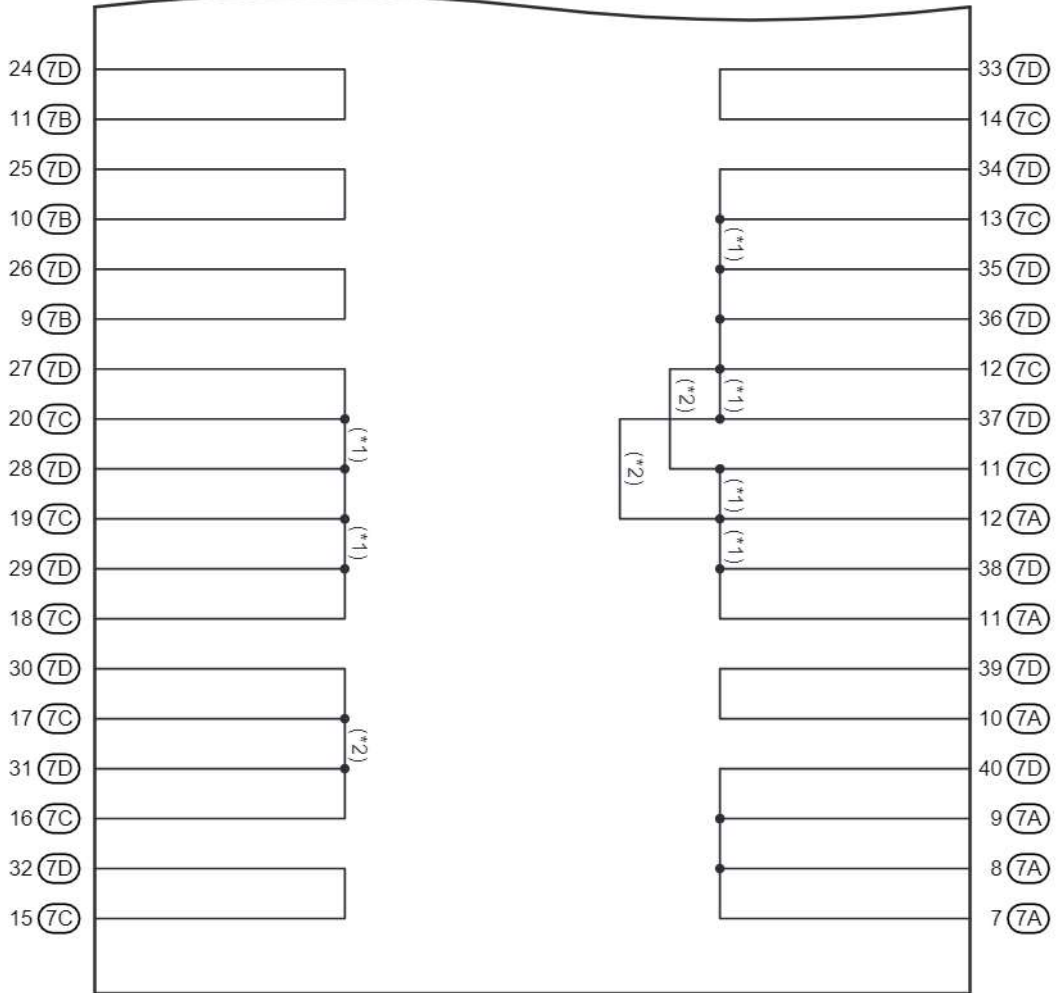 24 7D
11 7B
25 7D
10 7B
26 7D
9 7B
27 7D
20 7C
(*1)
28 7D
19 7C
(*1)
29 7D
18 7C
30 7D
17 7C
(*2)
31 7D
16 7C
32 7D
15 7C
33 7D
14 7C
34 7D
13 7C
(*1)
35 7D
36 7D
12 7C
(*2)
(*1)
37 7D
(*2)
11 7C
(*1)
12 7A
(*1)
38 7D
11 7A
39 7D
10 7A
40 7D
9 7A
8 7A
7 7A